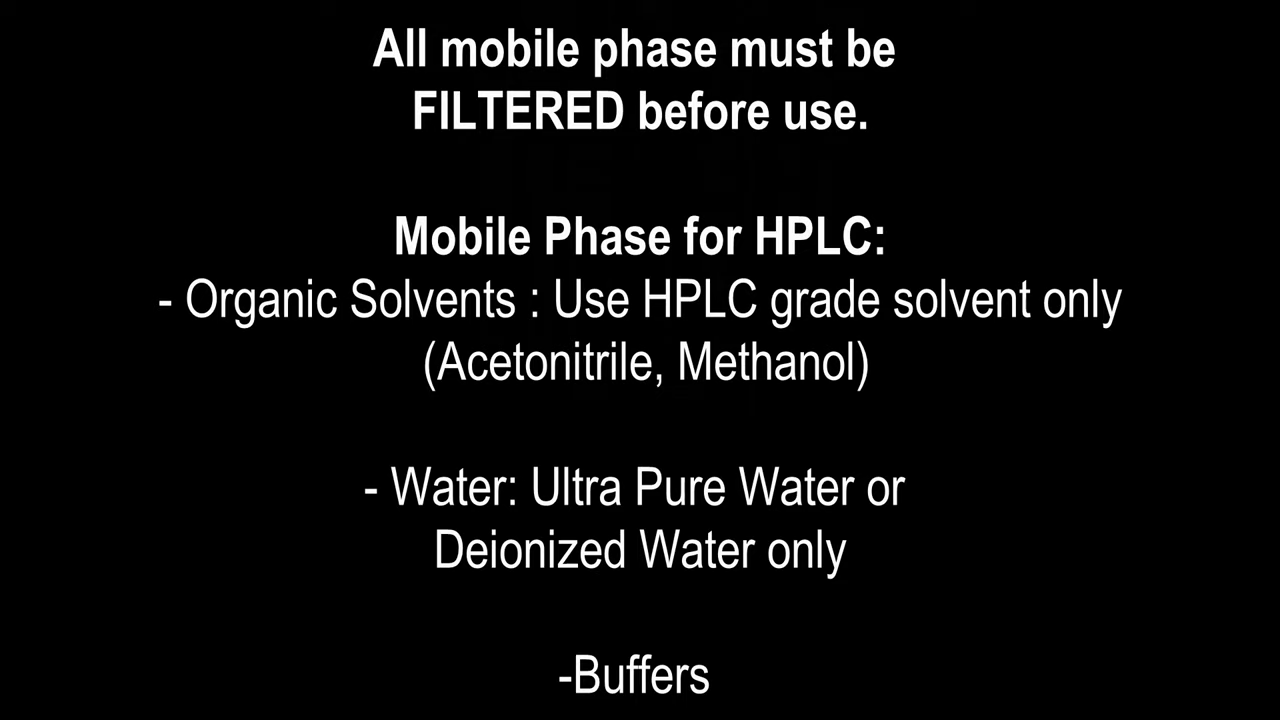 All mobile phase must be
FILTERED before use.
Mobile Phase for HPLC:
- Organic Solvents : Use HPLC grade solvent only
(Acetonitrile, Methanol)
- Water: Ultra Pure Water or
Deionized Water only
-Buffers